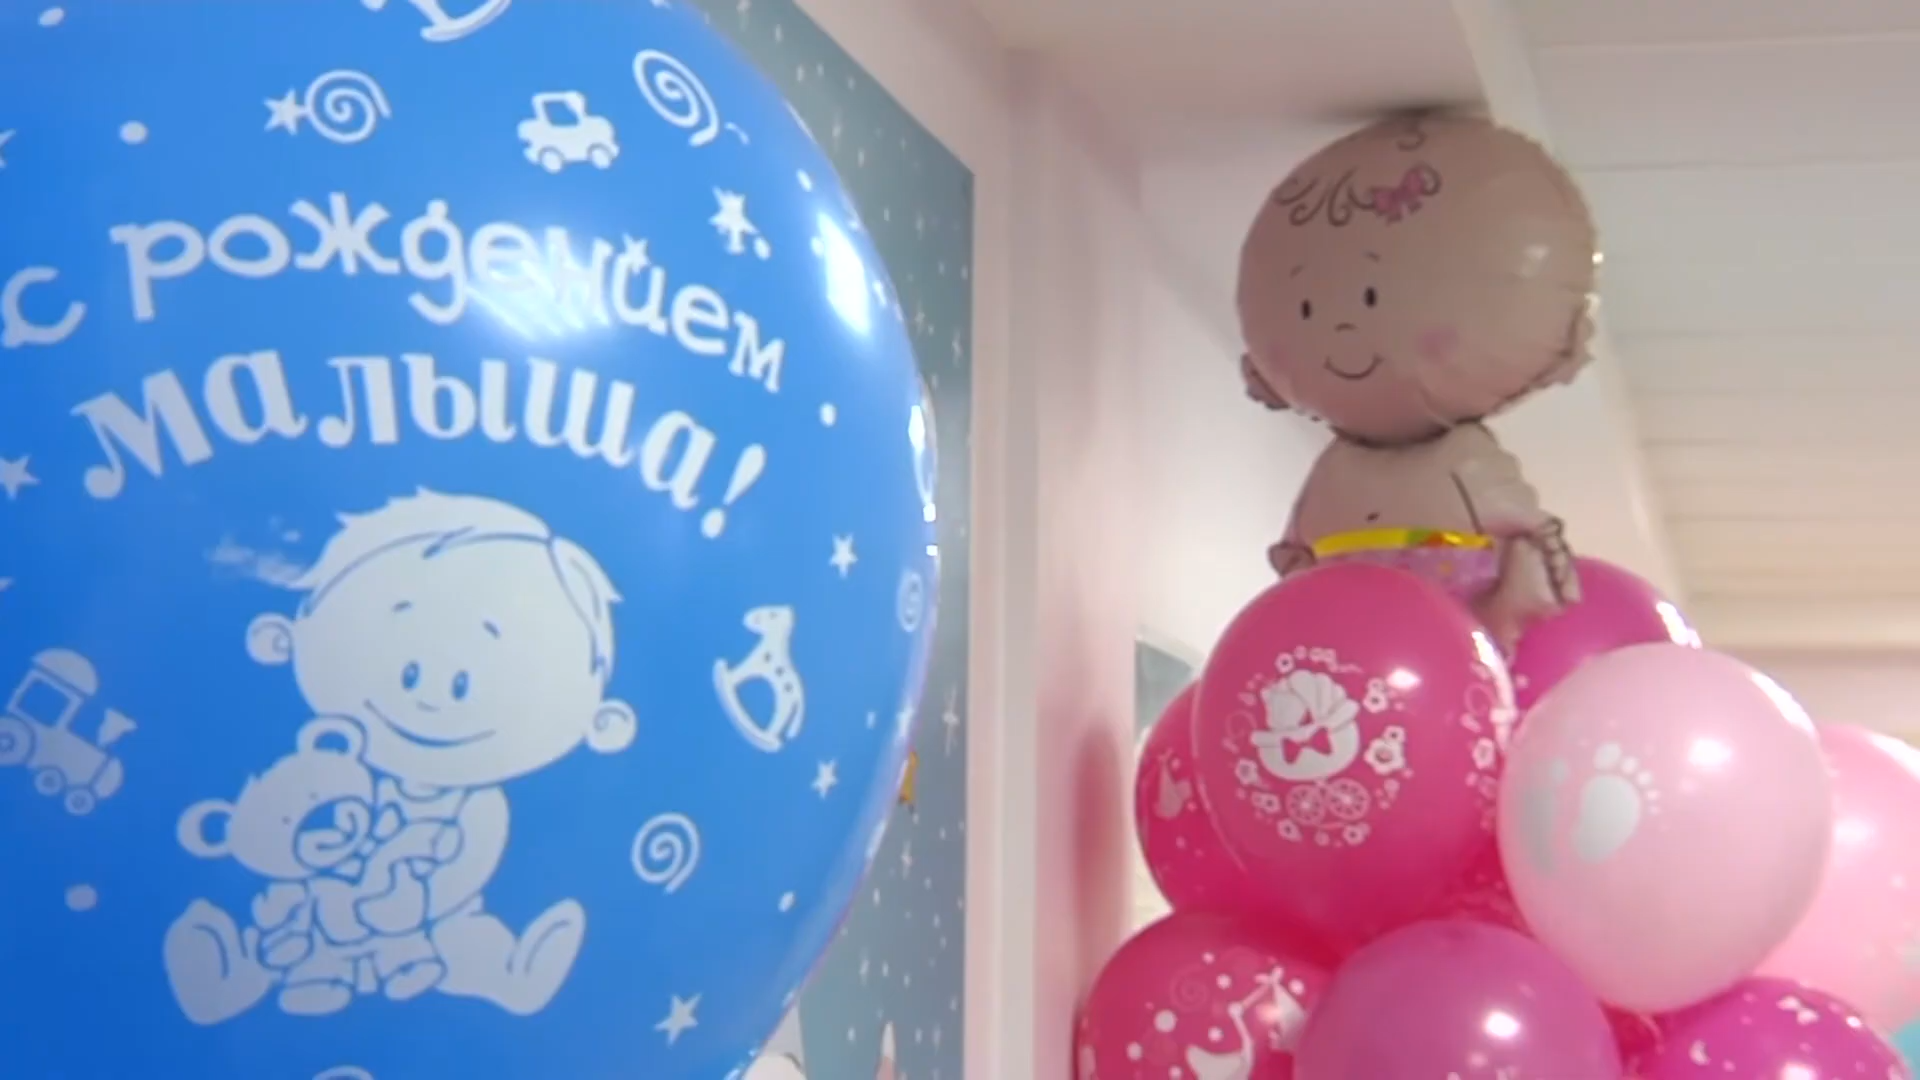 с рождением
малыша!